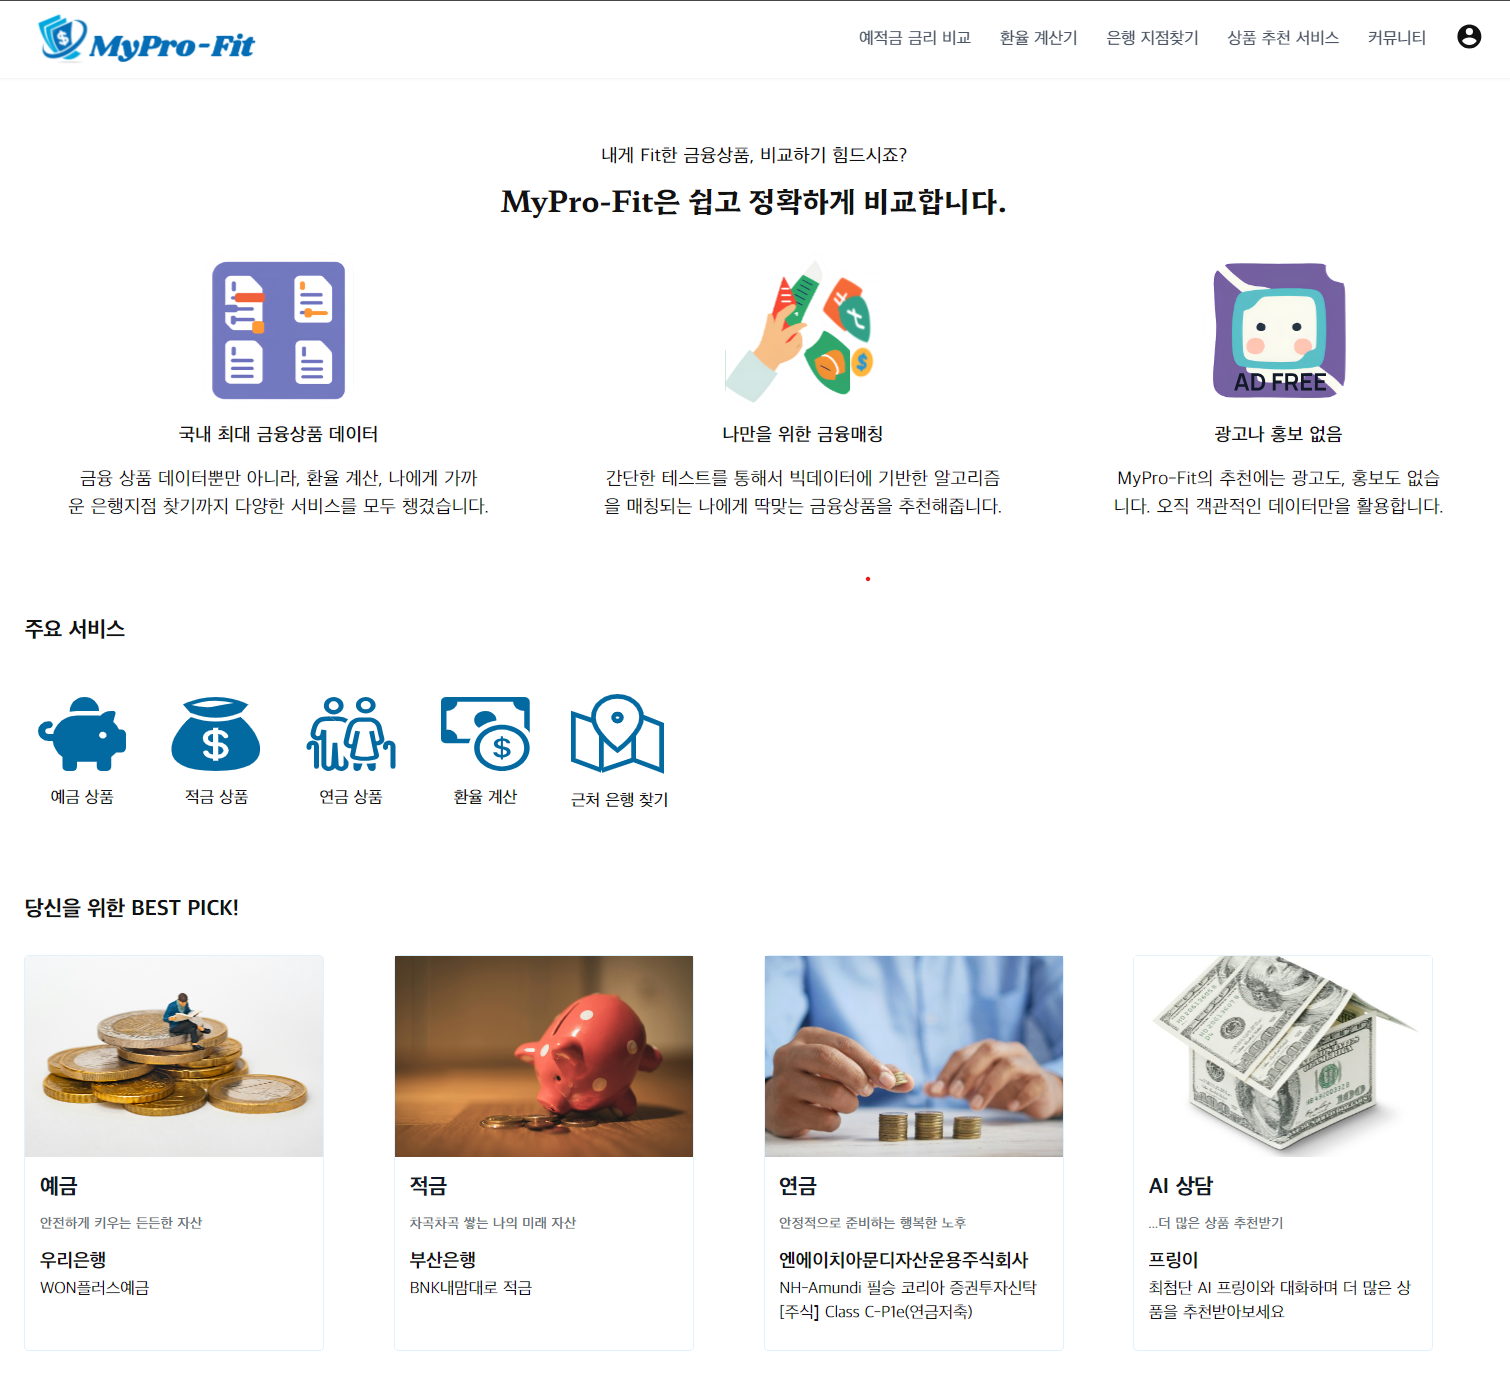 MyPro-Fit
예적금 금리 비교
환율 계산기
은행 지점찾기
상품 추천 서비스
커뮤니티
내게 Fit한 금융상품, 비교하기 힘드시죠?
MyPro-Fit은 쉽고 정확하게 비교합니다.
AD FREE
국내 최대 금융상품 데이터
금융 상품 데이터뿐만 아니라, 환율 계산, 나에게 가까
운 은행지점 찾기까지 다양한 서비스를 모두 챙겼습니다.
나만을 위한 금융매칭
간단한 테스트를 통해서 빅데이터에 기반한 알고리즘
을 매칭되는 나에게 딱맞는 금융상품을 추천해줍니다.
광고나 홍보 없음
MyPro-Fit의 추천에는 광고도, 홍보도 없습
니다. 오직 객관적인 데이터만을 활용합니다.
주요 서비스
예금 상품
적금 상품
연금 상품
환율 계산
근처 은행 찾기
당신을 위한 BEST PICK!
예금
안전하게 키우는 든든한 자산
우리은행
WON플러스예금
적금
차곡차곡 쌓는 나의 미래 자산
부산은행
BNK내맘대로 적금
연금
안정적으로 준비하는 행복한 노후
엔에이치아문디자산운용주식회사
NH-Amundi 필승 코리아 증권투자신탁
[주식] Class C-P1e(연금저축)
AI 상담
...더 많은 상품 추천받기
프링이
최첨단 AI 프링이와 대화하며 더 많은 상
품을 추천받아보세요